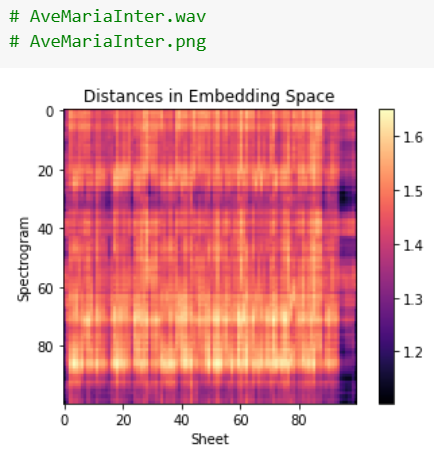 # AveMariaInter.wav
# AveMariaInter.png
Distances in Embedding Space
0
20
40
60
80
Spectrogram
0 20 40 60 80
Sheet
1.6
1.5
1.4
1.3
1.2